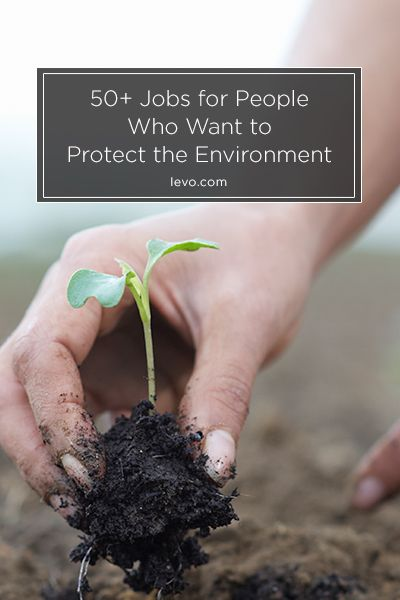 50+ Jobs for People
Who Want to
Protect the Environment
levo.com